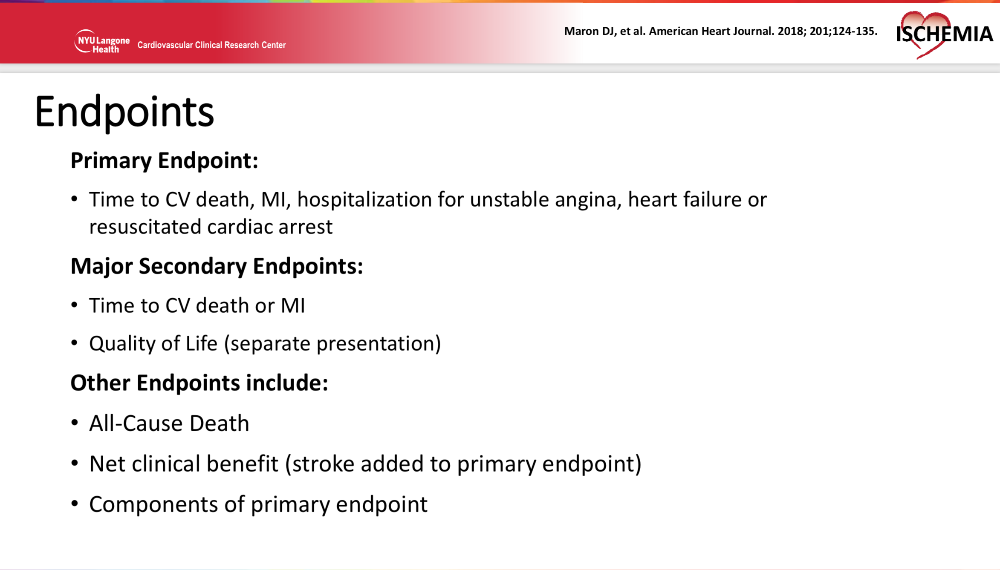 NYU Langone
Health
Cardiovascular Clinical Research Center
Maron DJ, et al. American Heart Journal. 2018; 201;124-135.
ISCHEMIA
Endpoints
Primary Endpoint:
• Time to CV death, MI, hospitalization for unstable angina, heart failure or
resuscitated cardiac arrest
Major Secondary Endpoints:
• Time to CV death or MI
• Quality of Life (separate presentation)
Other Endpoints include:
• All-Cause Death
• Net clinical benefit (stroke added to primary endpoint)
• Components of primary endpoint